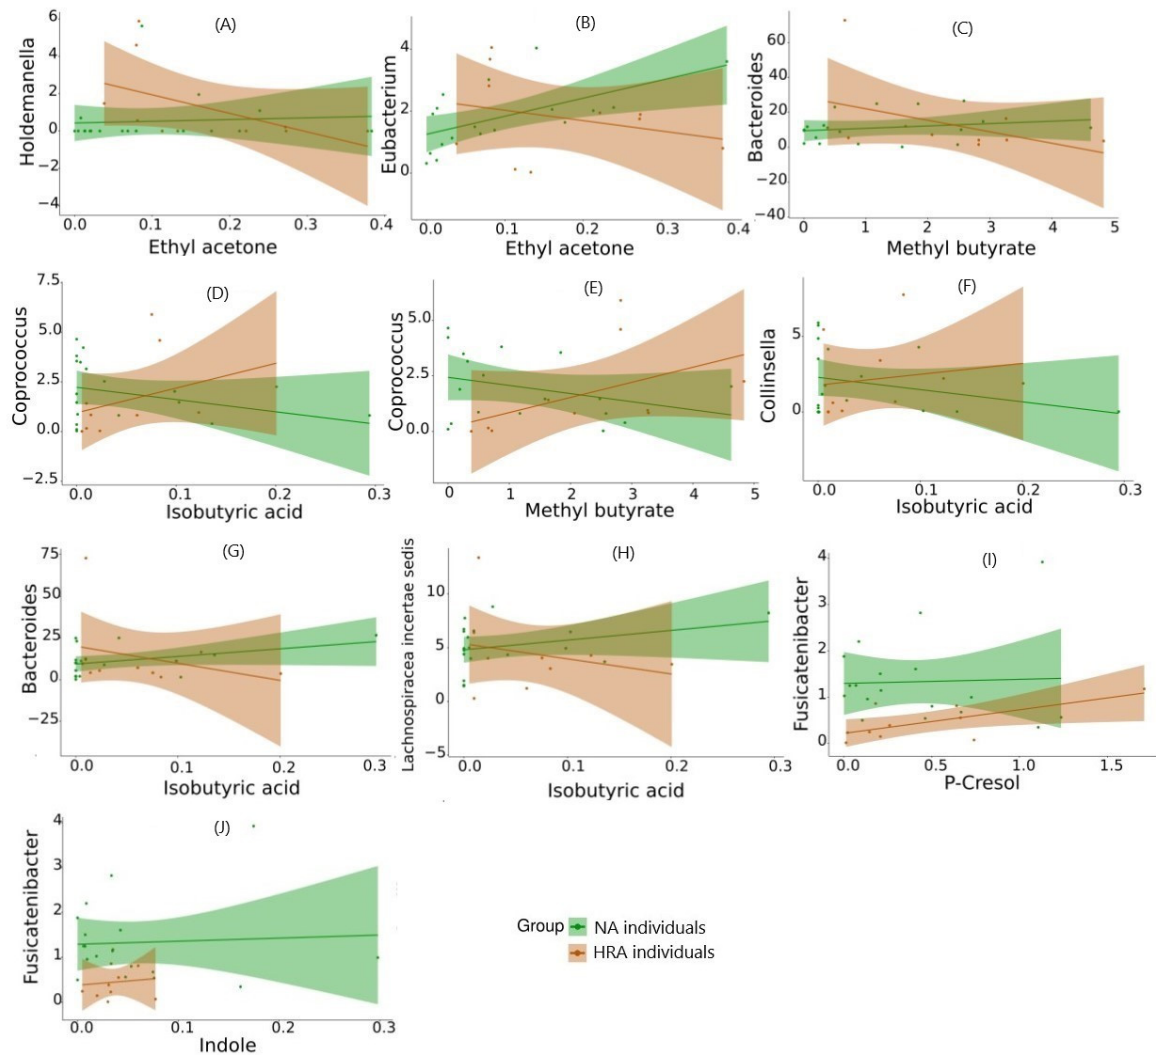 (A)
Holdemanella
6
4
2
0
−2
−4
0.0 0.1 0.2 0.3 0.4
Ethyl acetone
(B)
Eubacterium
4
2
0
0.0 0.1 0.2 0.3 0.4
Ethyl acetone
(C)
Bacteroides
60
40
20
0
−40
0 1 2 3 4 5
Methyl butyrate
(D)
Coprococcus
7.5
5.0
2.5
0.0
−2.5
0.0 0.1 0.2 0.3
Isobutyric acid
(E)
Coprococcus
5.0
2.5
0.0
0 1 2 3 4 5
Methyl butyrate
(F)
Collinsella
5
0
0.0 0.1 0.2 0.3
Isobutyric acid
(G)
Bacteroides
75
50
25
0
−25
0.0 0.1 0.2 0.3
Isobutyric acid
(H)
Lachnospiracea incertae sedis
10
5
0
−5
0.0 0.1 0.2 0.3
Isobutyric acid
(I)
Fusicatenibacter
4
3
2
1
0
0.0 0.5 1.0 1.5
P-Cresol
(J)
Fusicatenibacter
4
3
2
1
0
0.0 0.1 0.2 0.3
Indole
Group
NA individuals
HRA individuals